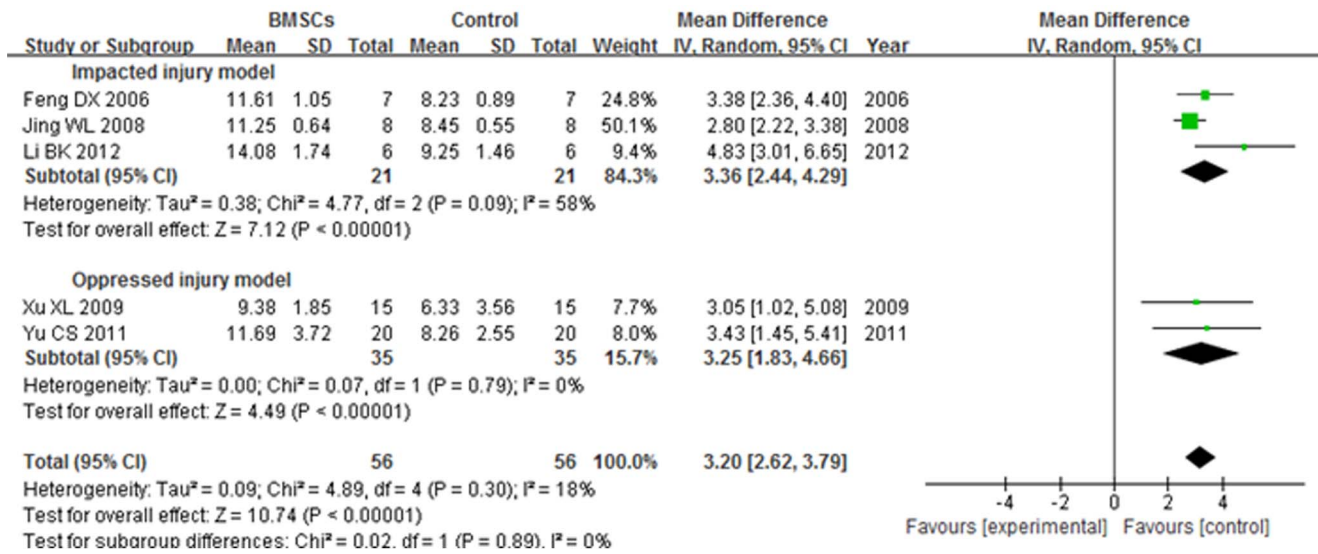 BMSCs Control Mean Difference Mean Difference
Study or Subgroup Mean SD Total Mean SD Total Weight IV, Random, 95% CI Year IV, Random, 95% CI
Impacted injury model
Feng DX 2006 11.61 1.05 7 8.23 0.89 7 24.8% 3.38 [2.36, 4.40] 2006
Jing WL 2008 11.25 0.64 8 8.45 0.55 8 50.1% 2.80 [2.22, 3.38] 2008
Li BK 2012 14.08 1.74 6 9.25 1.46 6 9.4% 4.83 [3.01, 6.65] 2012
Subtotal (95% CI) 21 21 84.3% 3.36 [2.44, 4.29]
Heterogeneity: Tau² = 0.38; Chi² = 4.77, df = 2 (P = 0.09); I² = 58%
Test for overall effect: Z = 7.12 (P < 0.00001)
Oppressed injury model
Xu XL 2009 9.38 1.85 15 6.33 3.56 15 7.7% 3.05 [1.02, 5.08] 2009
Yu CS 2011 11.69 3.72 20 8.26 2.55 20 8.0% 3.43 [1.45, 5.41] 2011
Subtotal (95% CI) 35 35 15.7% 3.25 [1.83, 4.66]
Heterogeneity: Tau² = 0.00; Chi² = 0.07, df = 1 (P = 0.79); I² = 0%
Test for overall effect: Z = 4.49 (P < 0.00001)
Total (95% CI) 56 56 100.0% 3.20 [2.62, 3.79]
Heterogeneity: Tau² = 0.09; Chi² = 4.89, df = 4 (P = 0.30); I² = 18%
Test for overall effect: Z = 10.74 (P < 0.00001)
Test for subgroup differences: Chi² = 0.02, df = 1 (P = 0.89), I² = 0%
-4 -2 0 2 4
Favours [experimental] Favours [control]